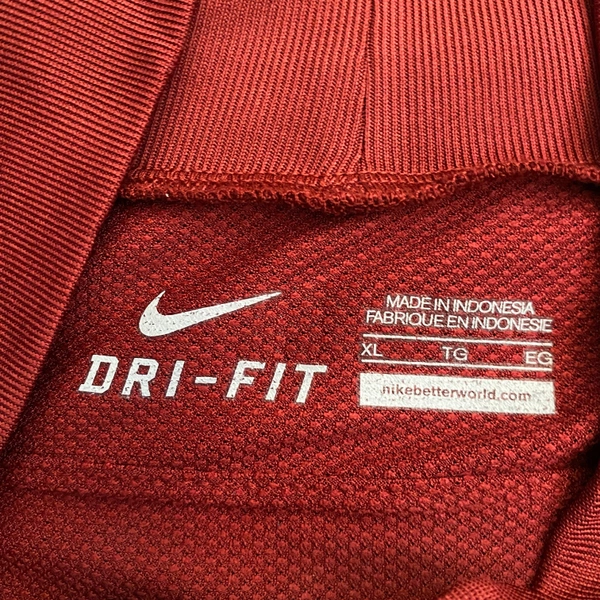 DRI-FIT
MADE IN INDONESIA
FABRIQUE EN INDONESIE
XL TG EG
nikebetterworld.com